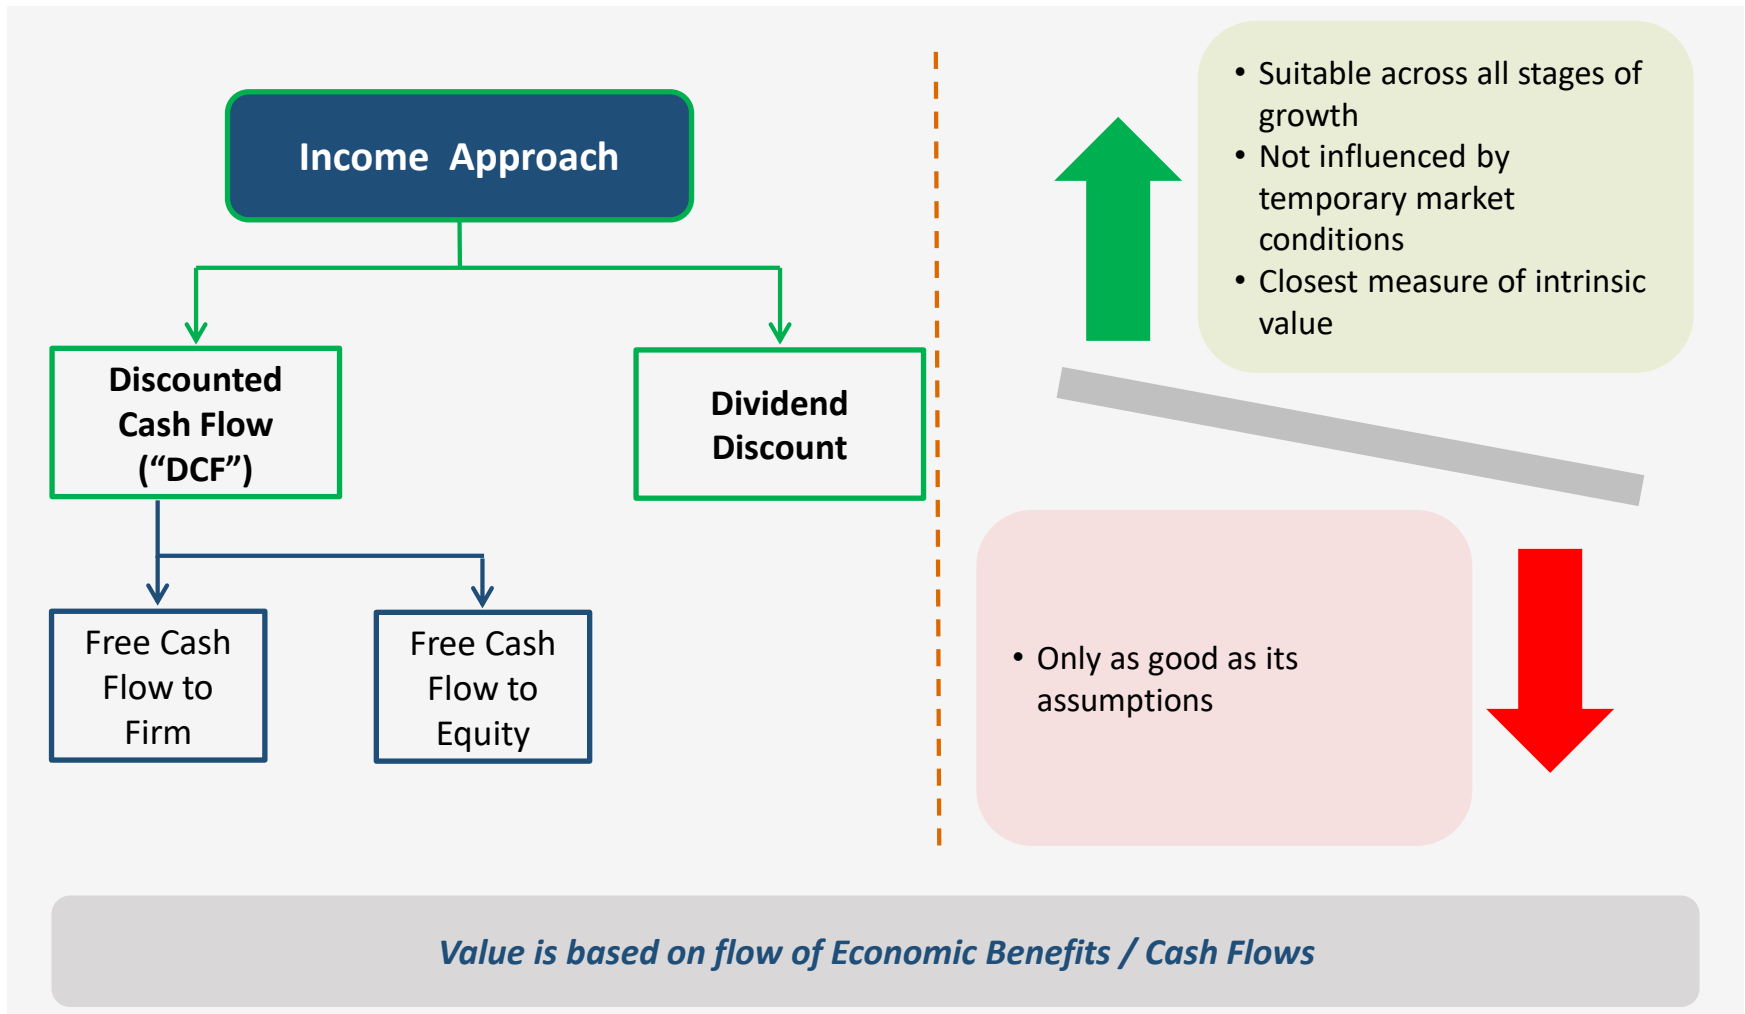 Income Approach
Discounted
Cash Flow
(“DCF”)
Dividend
Discount
Free Cash
Flow to
Firm
Free Cash
Flow to
Equity
• Suitable across all stages of
growth
• Not influenced by
temporary market
conditions
• Closest measure of intrinsic
value
• Only as good as its
assumptions
Value is based on flow of Economic Benefits / Cash Flows